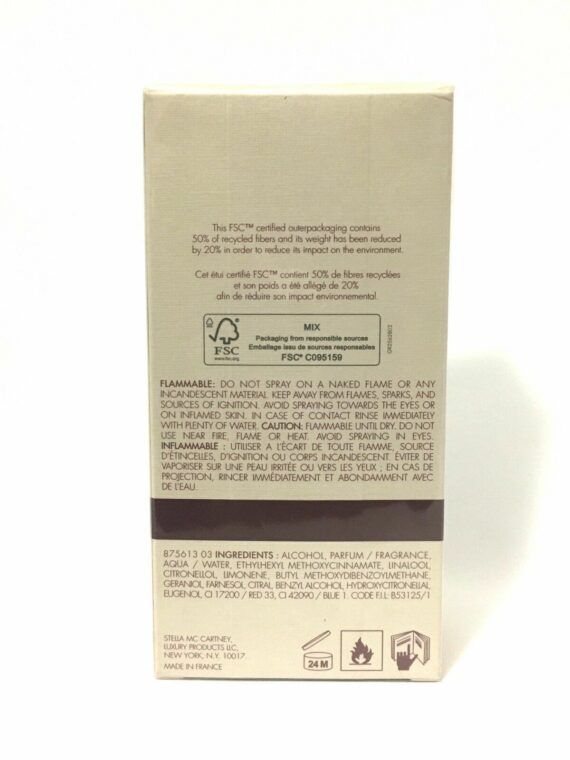 This FSC™ certified outerpackaging contains
50% of recycled fibers and its weight has been reduced
by 20% in order to reduce its impact on the environment.
Cet étui certifié FSC™ contient 50% de fibres recyclées
et son poids a été allégé de 20%
afin de réduire son impact environnemental.
FSC
www.fsc.org
MIX
Packaging from responsible sources
Emballage issu de sources responsables
FSC® C095159
FLAMMABLE: DO NOT SPRAY ON A NAKED FLAME OR ANY
INCANDESCENT MATERIAL. KEEP AWAY FROM FLAMES, SPARKS, AND
SOURCES OF IGNITION. AVOID SPRAYING TOWARDS THE EYES OR
ON INFLAMED SKIN. IN CASE OF CONTACT RINSE IMMEDIATELY
WITH PLENTY OF WATER. CAUTION: FLAMMABLE UNTIL DRY. DO NOT
USE NEAR FIRE, FLAME OR HEAT. AVOID SPRAYING IN EYES.
INFLAMMABLE : UTILISER A L'ÉCART DE TOUTE FLAMME, SOURCE
D'ÉTINCELLES, D'IGNITION OU CORPS INCANDESCENT. ÉVITER DE
VAPORISER SUR UNE PEAU IRRITÉE OU VERS LES YEUX ; EN CAS DE
PROJECTION, RINCER IMMÉDIATEMENT ET ABONDAMMENT AVEC
DE L'EAU.
875613 03 INGREDIENTS : ALCOHOL, PARFUM / FRAGRANCE,
AQUA / WATER, ETHYLHEXYL METHOXYCINNAMATE, LINALOOL,
CITRONELLOL, LIMONENE, BUTYL METHOXYDIBENZOYLMETHANE,
GERANIOL, FARNESOL, CITRAL, BENZYL ALCOHOL, HYDROXYCITRONELLAL,
EUGENOL, CI 17200 / RED 33, CI 42090 / BLUE 1. CODE F.I.L: B53125/1
STELLA MC CARTNEY,
LUXURY PRODUCTS LLC,
NEW YORK, N.Y. 10017
MADE IN FRANCE
24 M